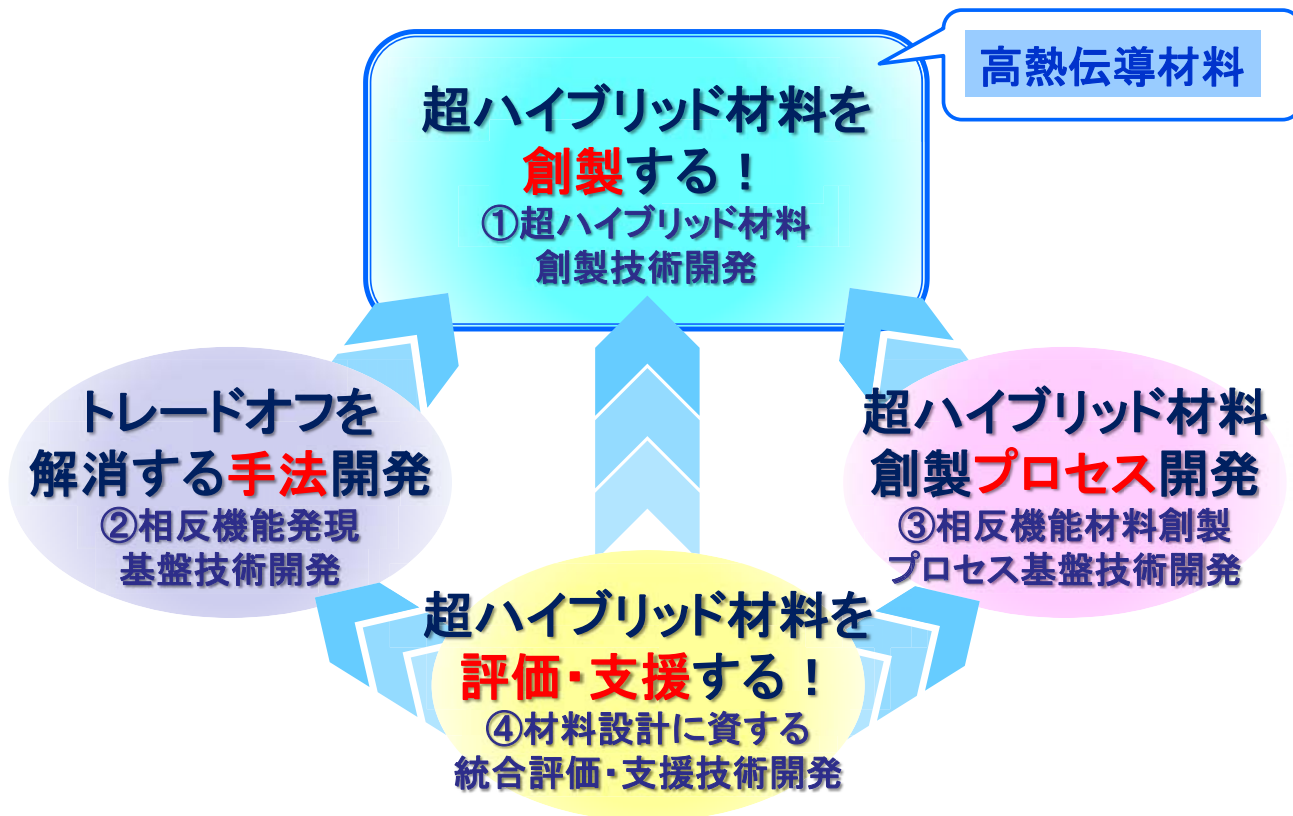 高熱伝導材料
超ハイブリッド材料を
創製する！
①超ハイブリッド材料
創製技術開発
トレードオフを
解消する手法開発
②相反機能発現
基盤技術開発
超ハイブリッド材料
創製プロセス開発
③相反機能材料創製
プロセス基盤技術開発
超ハイブリッド材料を
評価・支援する！
④材料設計に資する
統合評価・支援技術開発